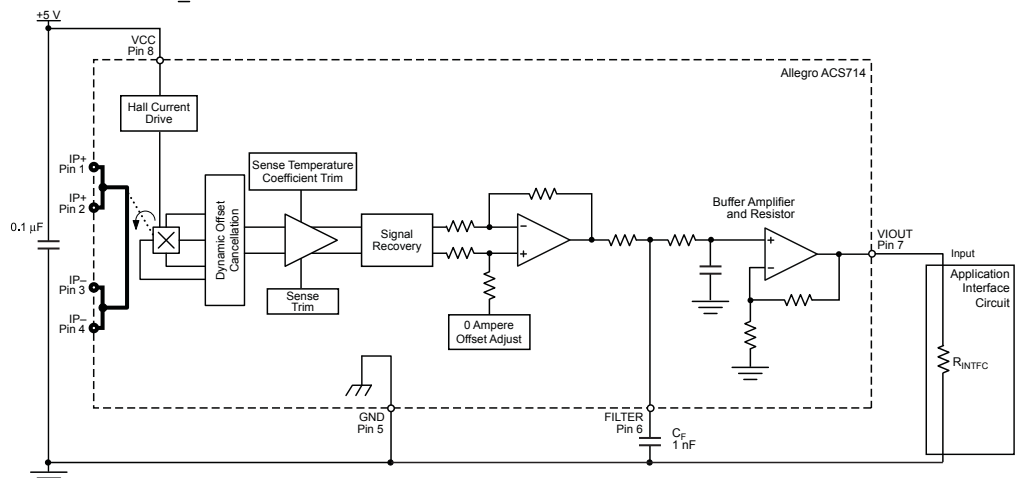 +5 V
VCC
Pin 8
Allegro ACS714
Hall Current
Drive
IP+
Pin 1
IP+
Pin 2
IP–
Pin 3
IP–
Pin 4
0.1 µF
Dynamic Offset
Cancellation
Sense Temperature
Coefficient Trim
Sense
Trim
Signal
Recovery
0 Ampere
Offset Adjust
Buffer Amplifier
and Resistor
VIOUT
Pin 7
Input
Application
Interface
Circuit
RINTFC
GND
Pin 5
FILTER
Pin 6
CF
1 nF